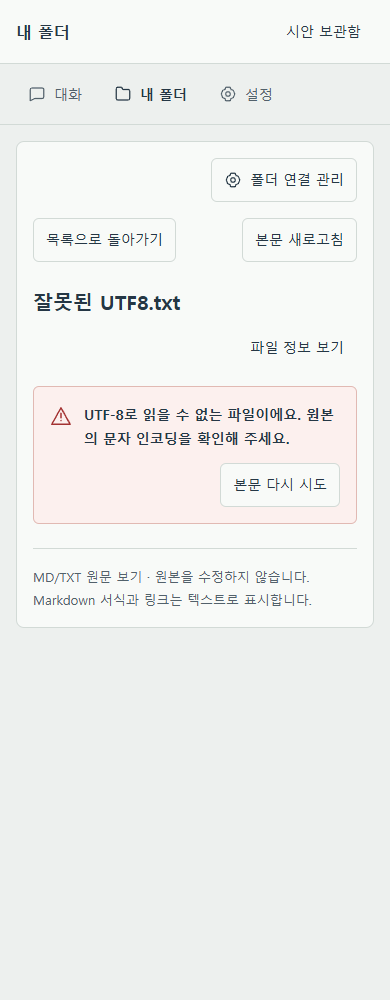 내 폴더
시안 보관함
대화
내 폴더
설정
폴더 연결 관리
목록으로 돌아가기
본문 새로고침
잘못된 UTF8.txt
파일 정보 보기
UTF-8로 읽을 수 없는 파일이에요. 원본
의 문자 인코딩을 확인해 주세요.
본문 다시 시도
MD/TXT 원문 보기 · 원본을 수정하지 않습니다.
Markdown 서식과 링크는 텍스트로 표시합니다.